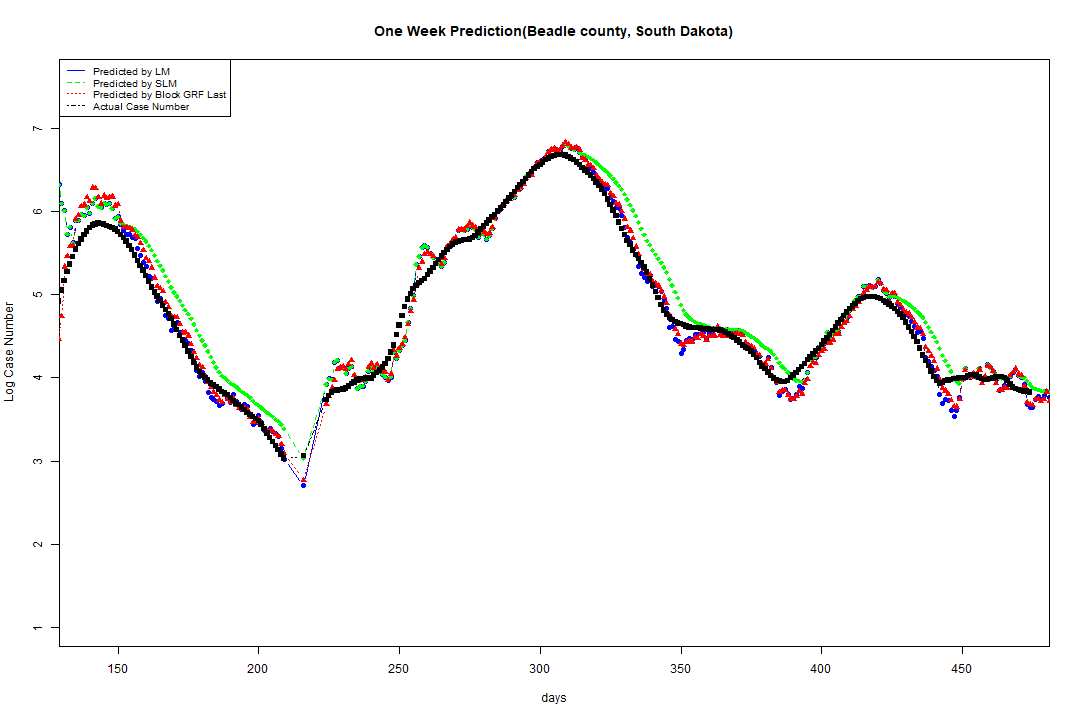 One Week Prediction(Beadle county, South Dakota)
Predicted by LM
Predicted by SLM
Predicted by Block GRF Last
Actual Case Number
Log Case Number
7
6
5
4
3
2
1
150 200 250 300 350 400 450
days